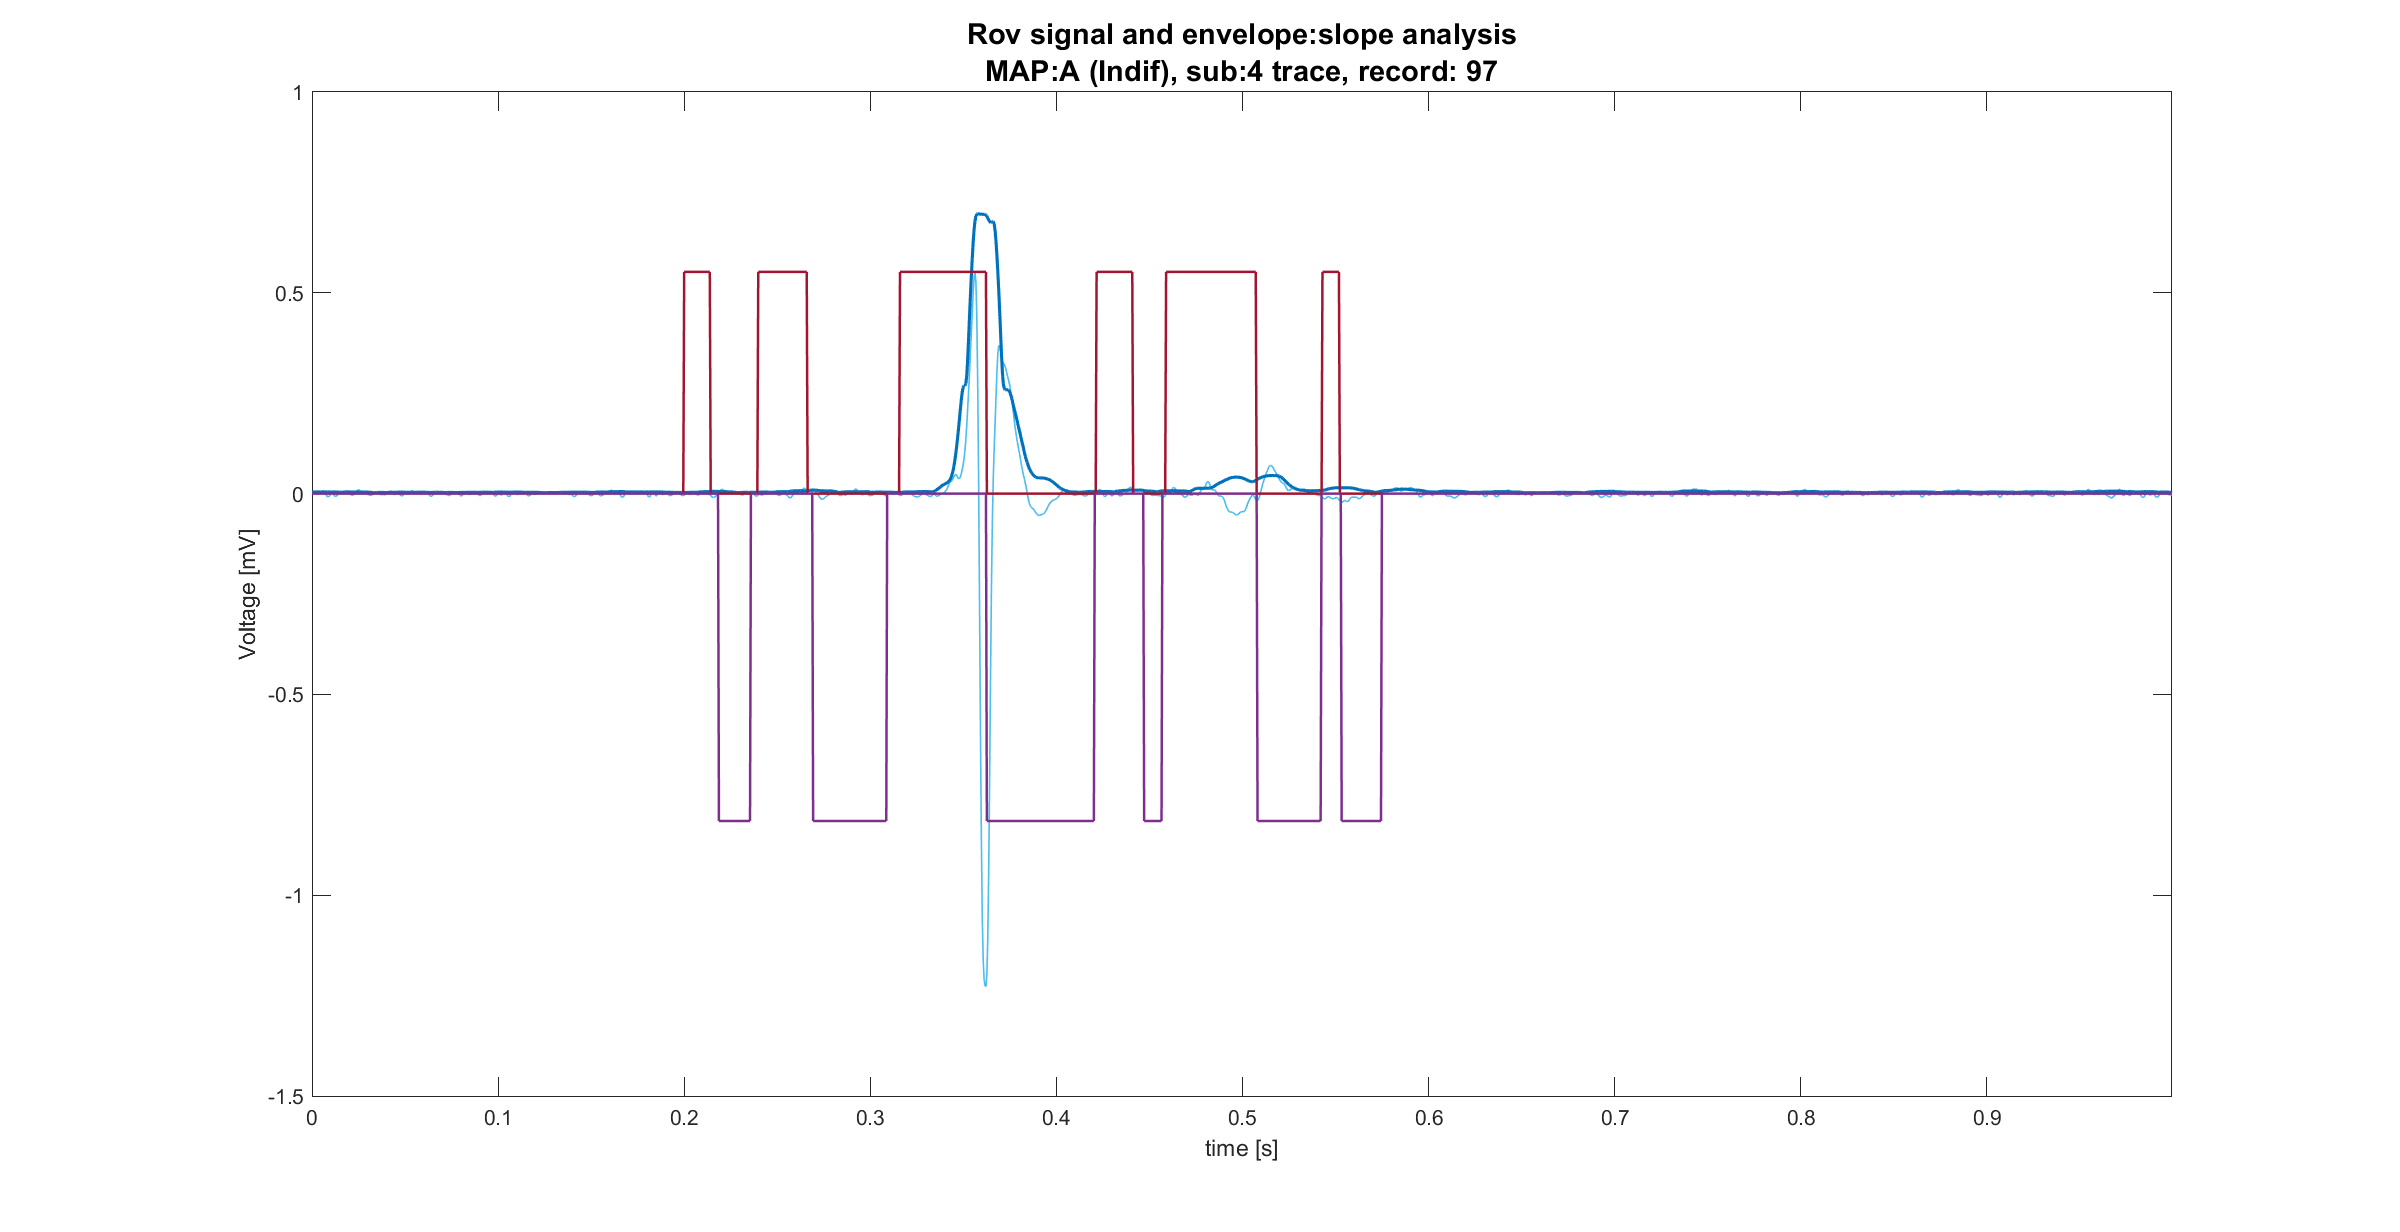 Rov signal and envelope:slope analysis
MAP:A (Indif), sub:4 trace, record: 97
1
0.5
0
-0.5
-1
-1.5
Voltage [mV]
0 0.1 0.2 0.3 0.4 0.5 0.6 0.7 0.8 0.9
time [s]